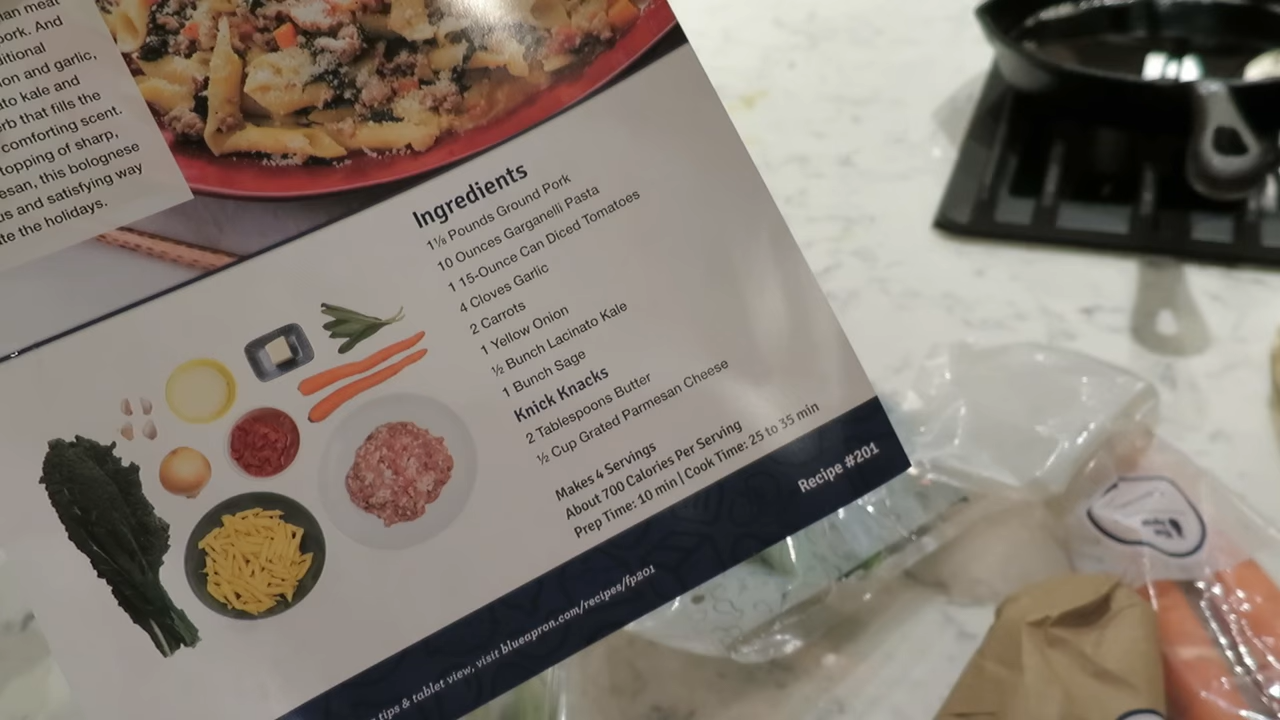 an meat
pork. And
ditional
on and garlic,
ato kale and
rb that fills the
comforting scent.
topping of sharp,
esan, this bolognese
us and satisfying way
te the holidays.
Ingredients
1⅛ Pounds Ground Pork
10 Ounces Garganelli Pasta
1 15-Ounce Can Diced Tomatoes
4 Cloves Garlic
2 Carrots
1 Yellow Onion
½ Bunch Lacinato Kale
1 Bunch Sage
Knick Knacks
2 Tablespoons Butter
½ Cup Grated Parmesan Cheese
Makes 4 Servings
About 700 Calories Per Serving
Prep Time: 10 min | Cook Time: 25 to 35 min
Recipe #201
tips & tablet view, visit blueapron.com/recipes/fp201